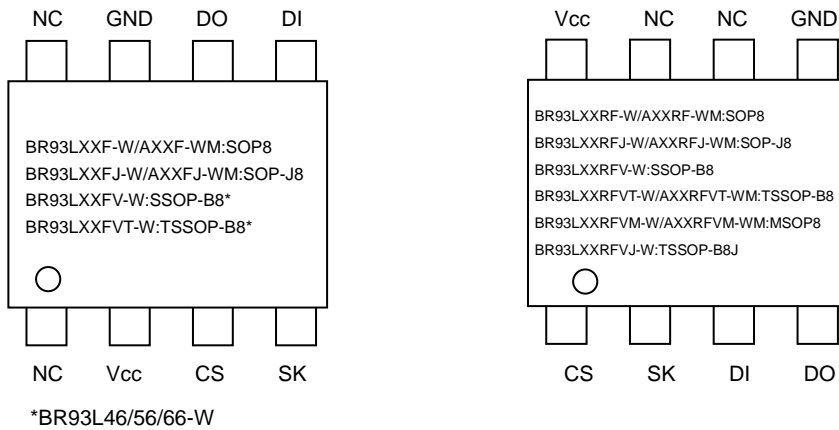 NC GND DO DI
BR93LXXF-W/AXXF-WM:SOP8
BR93LXXFJ-W/AXXFJ-WM:SOP-J8
BR93LXXFV-W:SSOP-B8*
BR93LXXFVT-W:TSSOP-B8*
NC Vcc CS SK
*BR93L46/56/66-W
Vcc NC NC GND
BR93LXXRF-W/AXXRF-WM:SOP8
BR93LXXRFJ-W/AXXRFJ-WM:SOP-J8
BR93LXXRFV-W:SSOP-B8
BR93LXXRFVT-W/AXXRFVT-WM:TSSOP-B8
BR93LXXRFVM-W/AXXRFVM-WM:MSOP8
BR93LXXRFVJ-W:TSSOP-B8J
CS SK DI DO